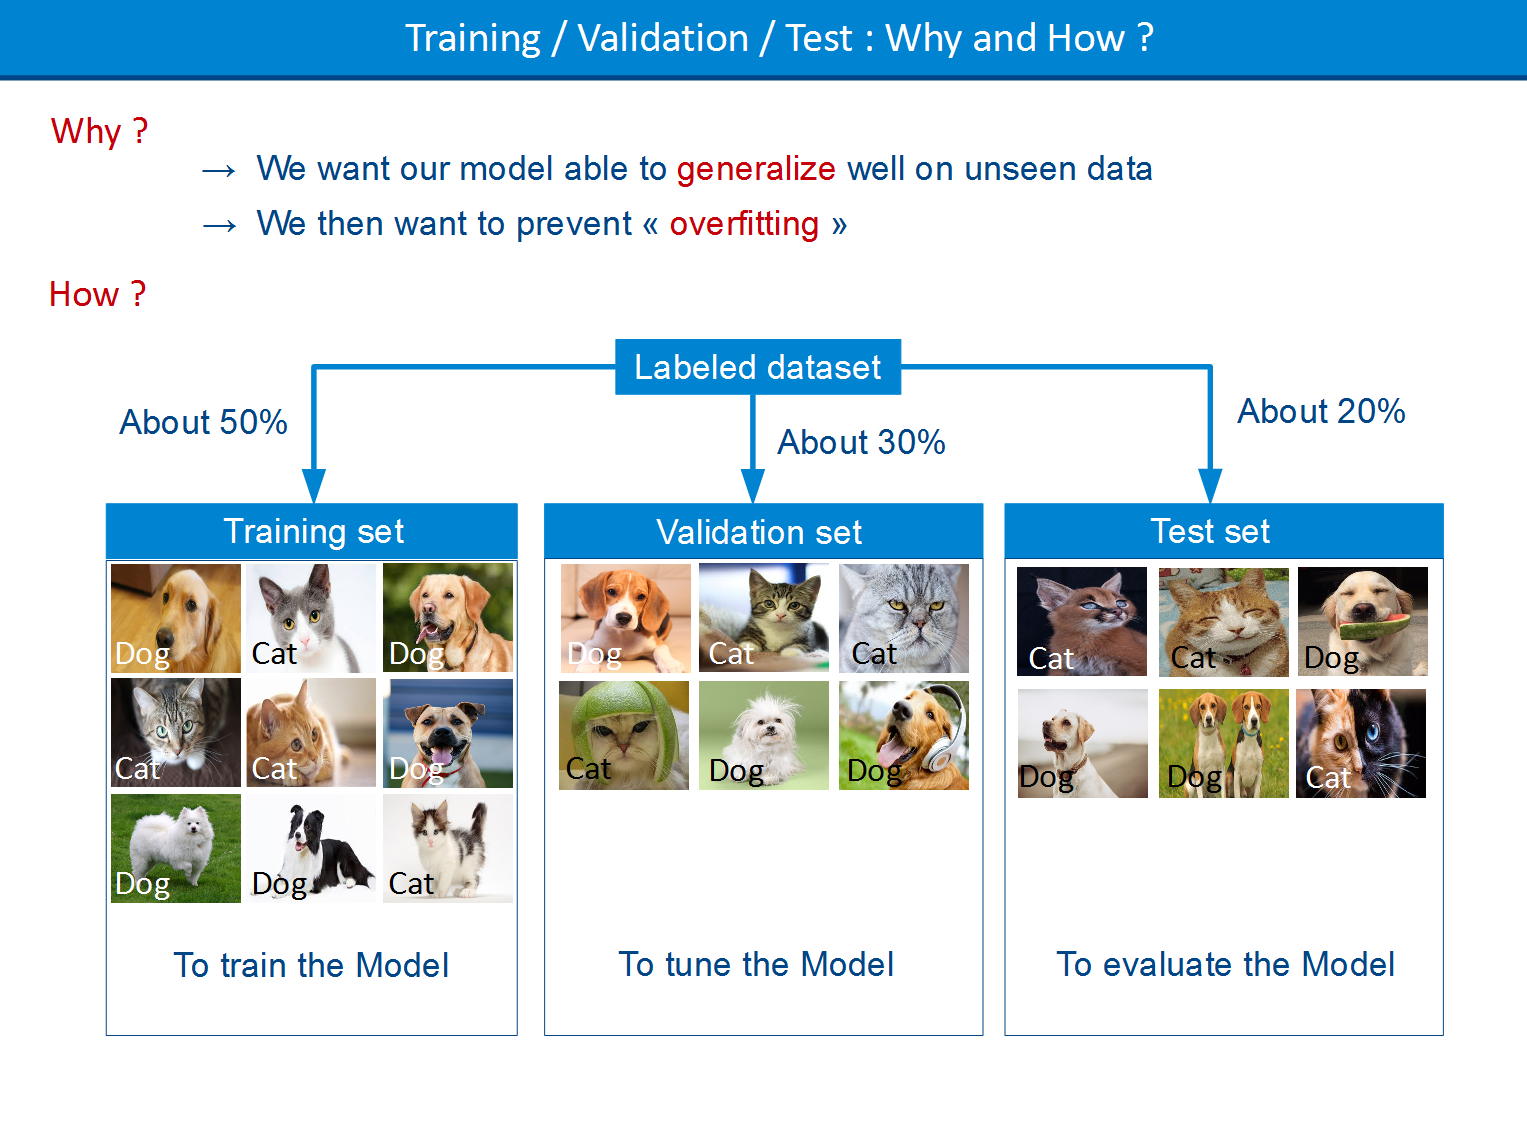 Training / Validation / Test : Why and How ?
Why ?
→ We want our model able to generalize well on unseen data
→ We then want to prevent « overfitting »
How ?
Labeled dataset
About 50%
About 30%
About 20%
Training set
Dog Cat Dog
Cat Cat Dog
Dog Dog Cat
To train the Model
Validation set
Dog Cat Cat
Cat Dog Dog
To tune the Model
Test set
Cat Cat Dog
Dog Dog Cat
To evaluate the Model